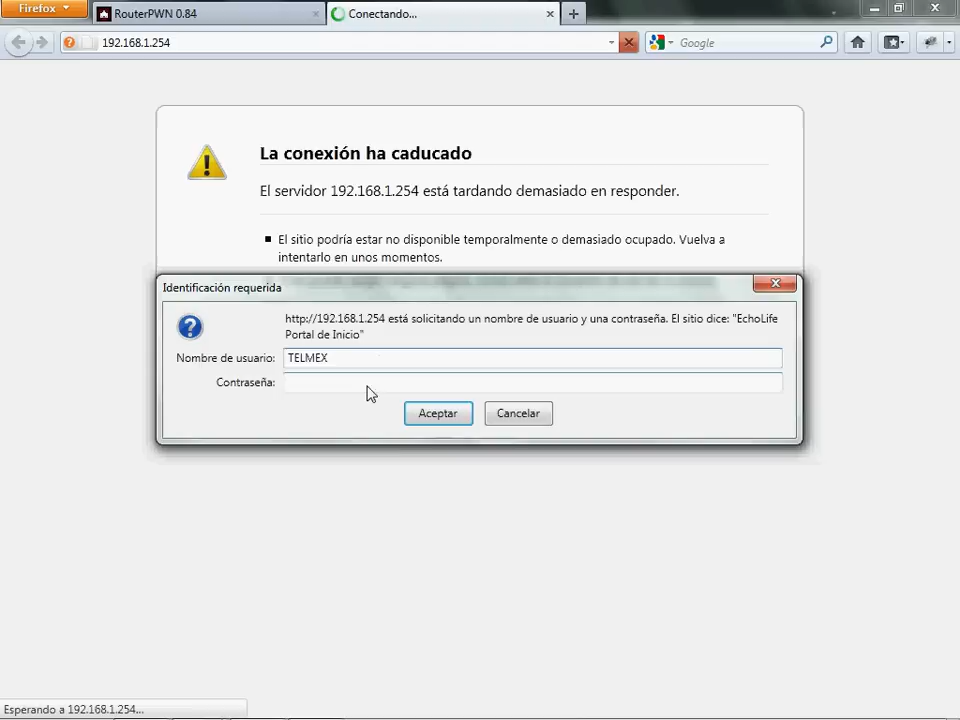 Firefox
RouterPWN 0.84
Conectando...
192.168.1.254
Google
La conexión ha caducado
El servidor 192.168.1.254 está tardando demasiado en responder.
El sitio podría estar no disponible temporalmente o demasiado ocupado. Vuelva a
intentarlo en unos momentos.
Identificación requerida
http://192.168.1.254 está solicitando un nombre de usuario y una contraseña. El sitio dice: "EchoLife
Portal de Inicio"
Nombre de usuario: TELMEX
Contraseña:
Aceptar Cancelar
Esperando a 192.168.1.254...